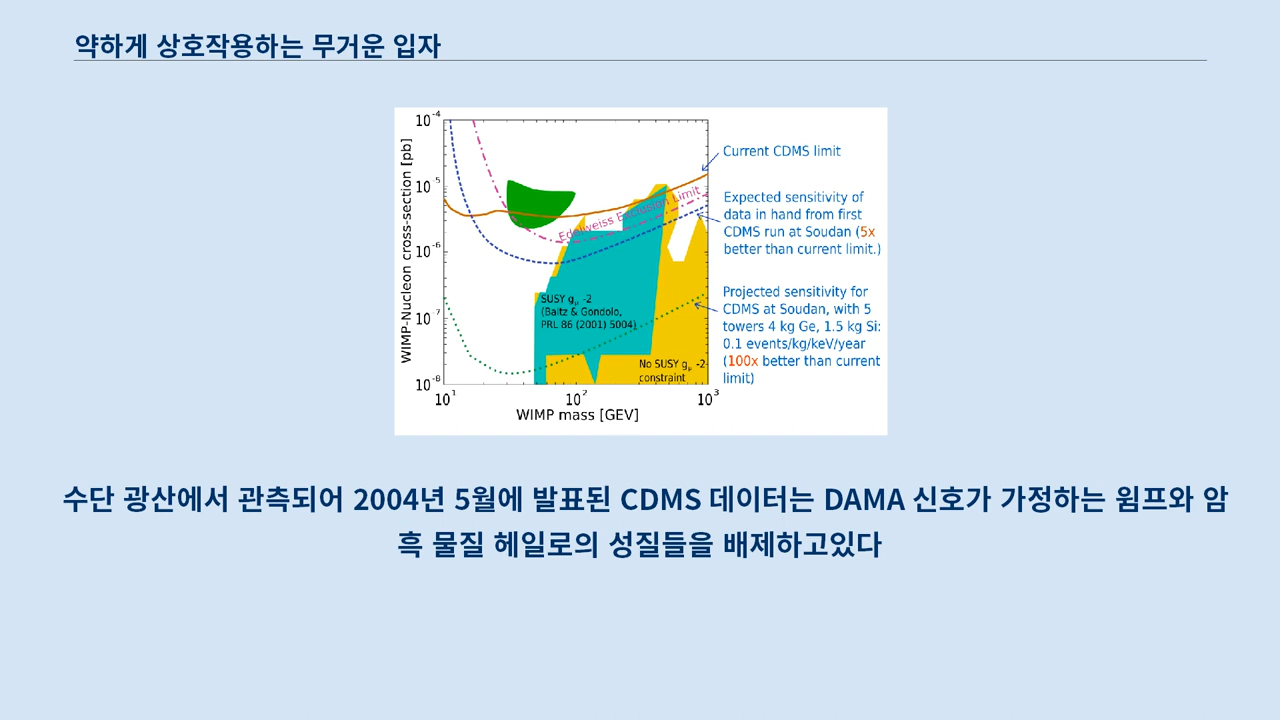 약하게 상호작용하는 무거운 입자
10⁻⁴
10⁻⁵
10⁻⁶
10⁻⁷
10⁻⁸
WIMP-Nucleon cross-section [pb]
10¹
10²
10³
WIMP mass [GEV]
Edelweiss Exclusion Limit
SUSY gμ -2
(Baltz & Gondolo,
PRL 86 (2001) 5004)
No SUSY gμ -2
constraint
Current CDMS limit
Expected sensitivity of
data in hand from first
CDMS run at Soudan (5x
better than current limit.)
Projected sensitivity for
CDMS at Soudan, with 5
towers 4 kg Ge, 1.5 kg Si:
0.1 events/kg/keV/year
(100x better than current
limit)
수단 광산에서 관측되어 2004년 5월에 발표된 CDMS 데이터는 DAMA 신호가 가정하는 윔프와 암
흑 물질 헤일로의 성질들을 배제하고있다